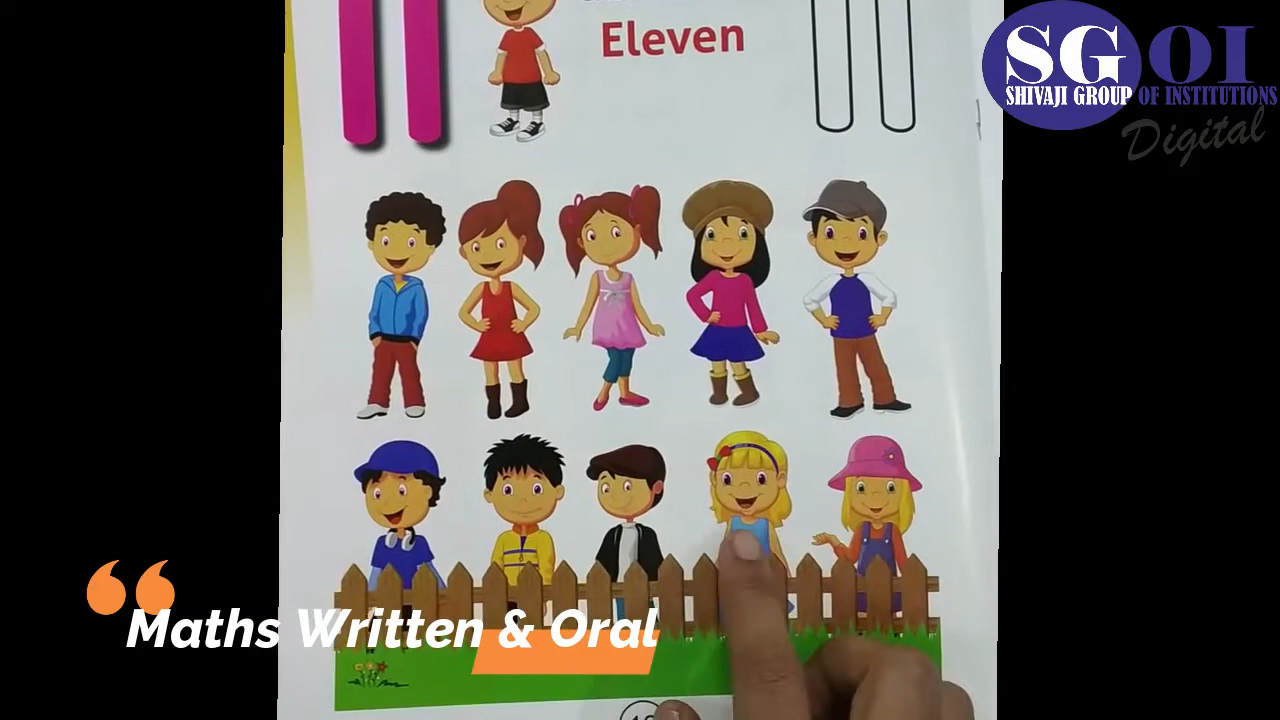 Eleven
SGOI
SHIVAJI GROUP OF INSTITUTIONS
Digital
Maths Written & Oral